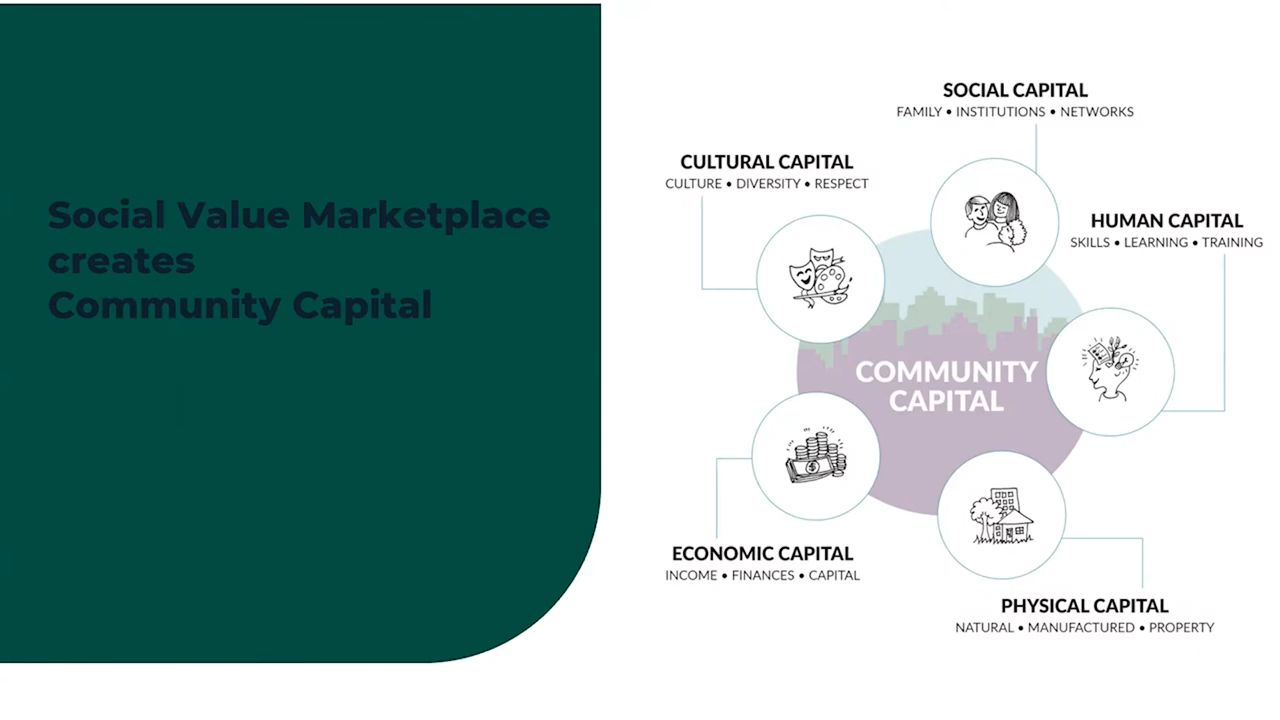 Social Value Marketplace
creates
Community Capital
SOCIAL CAPITAL
FAMILY • INSTITUTIONS • NETWORKS
CULTURAL CAPITAL
CULTURE • DIVERSITY • RESPECT
HUMAN CAPITAL
SKILLS • LEARNING • TRAINING
COMMUNITY
CAPITAL
ECONOMIC CAPITAL
INCOME • FINANCES • CAPITAL
PHYSICAL CAPITAL
NATURAL • MANUFACTURED • PROPERTY